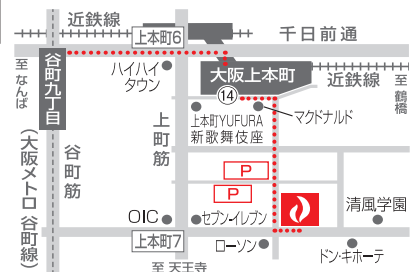 近鉄線
上本町6
千日前通
至 なんば
谷町九丁目
ハイハイ
タウン
大阪上本町
近鉄線
至 鶴橋
14
上本町YUFURA
新歌舞伎座
マクドナルド
上町筋
谷町筋
(大阪メトロ 谷町線)
P
P
OIC
セブン-イレブン
清風学園
上本町7
ローソン
ドン・キホーテ
至 天王寺